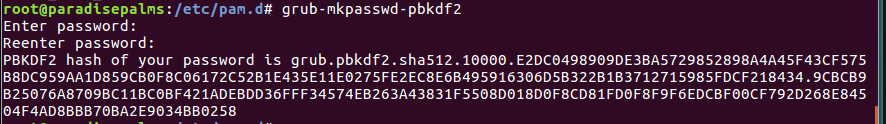 root@paradisepalms:/etc/pam.d# grub-mkpasswd-pbkdf2
Enter password:
Reenter password:
PBKDF2 hash of your password is grub.pbkdf2.sha512.10000.E2DC0498909DE3BA5729852898A4A45F43CF575
B8DC959AA1D859CB0F8C06172C52B1E435E11E0275FE2EC8E6B495916306D5B322B1B3712715985FDCF218434.9CBCB9
B25076A8709BC11BC0BF421ADEBDD36FFF34574EB263A43831F5508D018D0F8CD81FD0F8F9F6EDCBF00CF792D268E845
04F4AD8BBB70BA2E9034BB0258